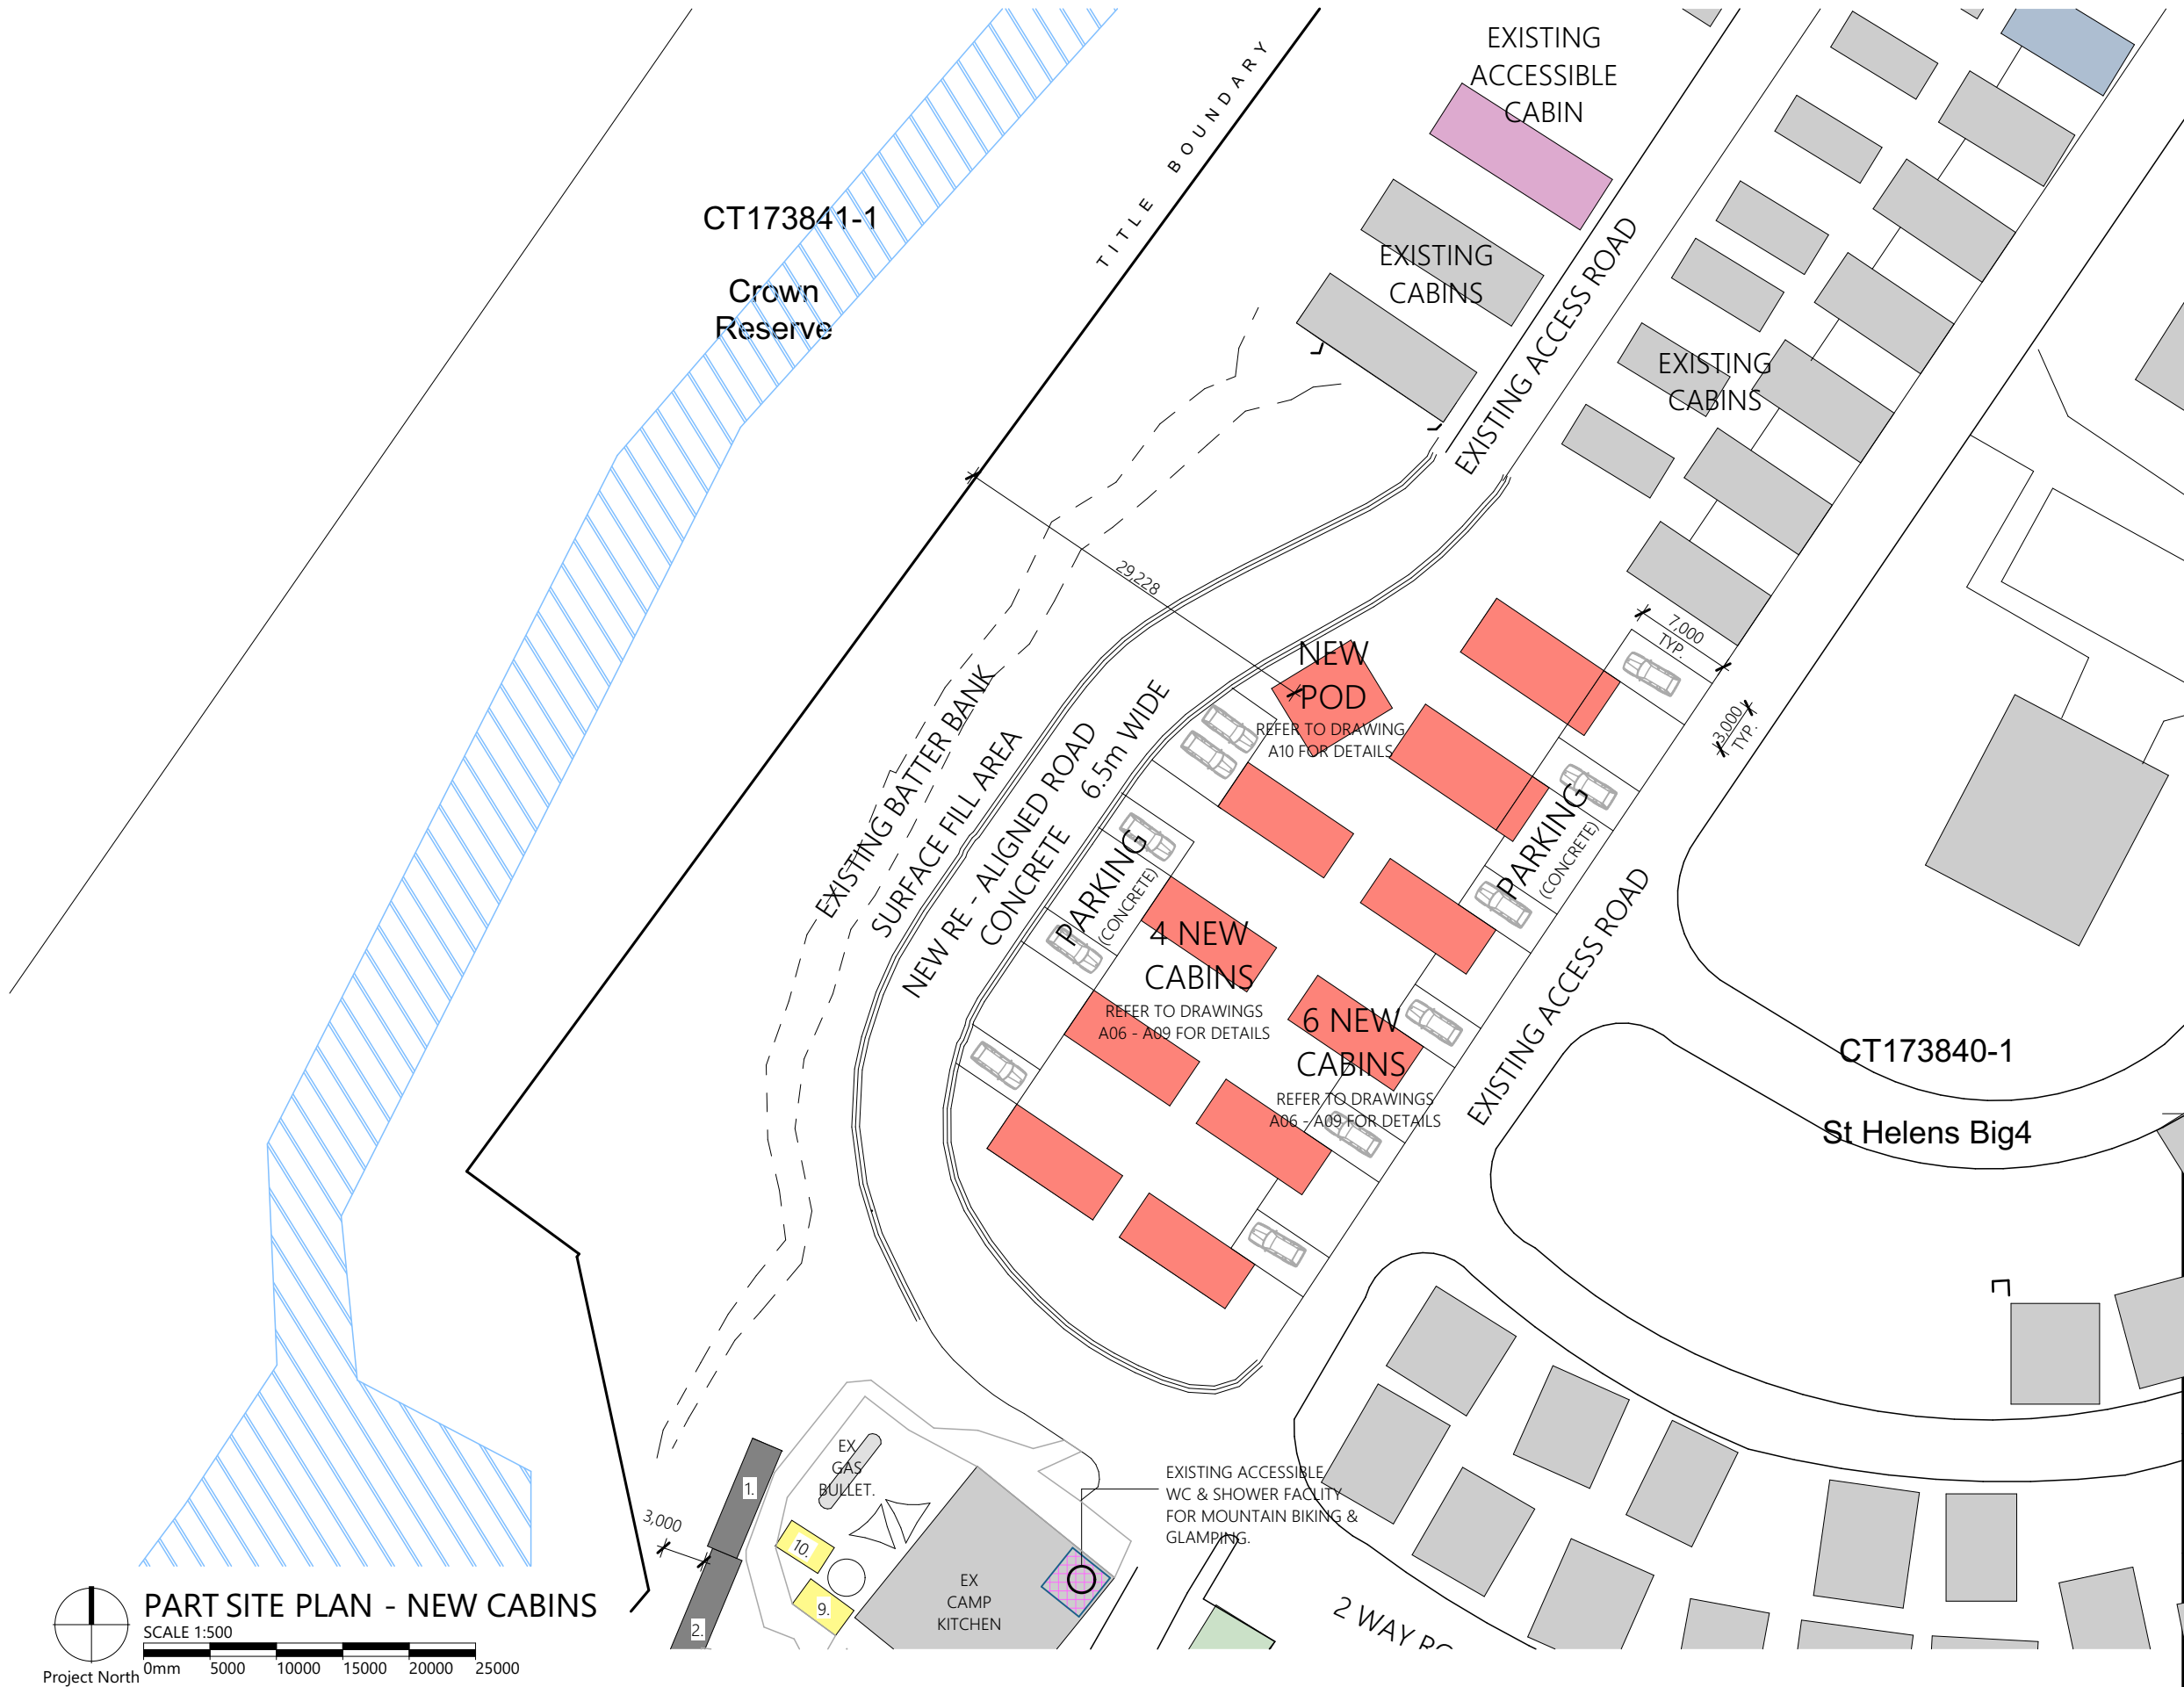 EXISTING
ACCESSIBLE
CABIN
TITLE BOUNDARY
CT173841-1
Crown
Reserve
EXISTING
CABINS
EXISTING ACCESS ROAD
EXISTING
CABINS
29,228
7,000
TYP.
3,000
TYP.
NEW
POD
REFER TO DRAWING
A10 FOR DETAILS
EXISTING BATTER BANK
SURFACE FILL AREA
NEW RE - ALIGNED ROAD
CONCRETE 6.5m WIDE
PARKING
(CONCRETE)
PARKING
(CONCRETE)
4 NEW
CABINS
REFER TO DRAWINGS
A06 - A09 FOR DETAILS
6 NEW
CABINS
REFER TO DRAWINGS
A06 - A09 FOR DETAILS
EXISTING ACCESS ROAD
CT173840-1
St Helens Big4
EX
GAS
BULLET.
1.
2.
3,000
10.
9.
EX
CAMP
KITCHEN
EXISTING ACCESSIBLE
WC & SHOWER FACLITY
FOR MOUNTAIN BIKING &
GLAMPING.
2 WAY
PART SITE PLAN - NEW CABINS
SCALE 1:500
0mm 5000 10000 15000 20000 25000
Project North